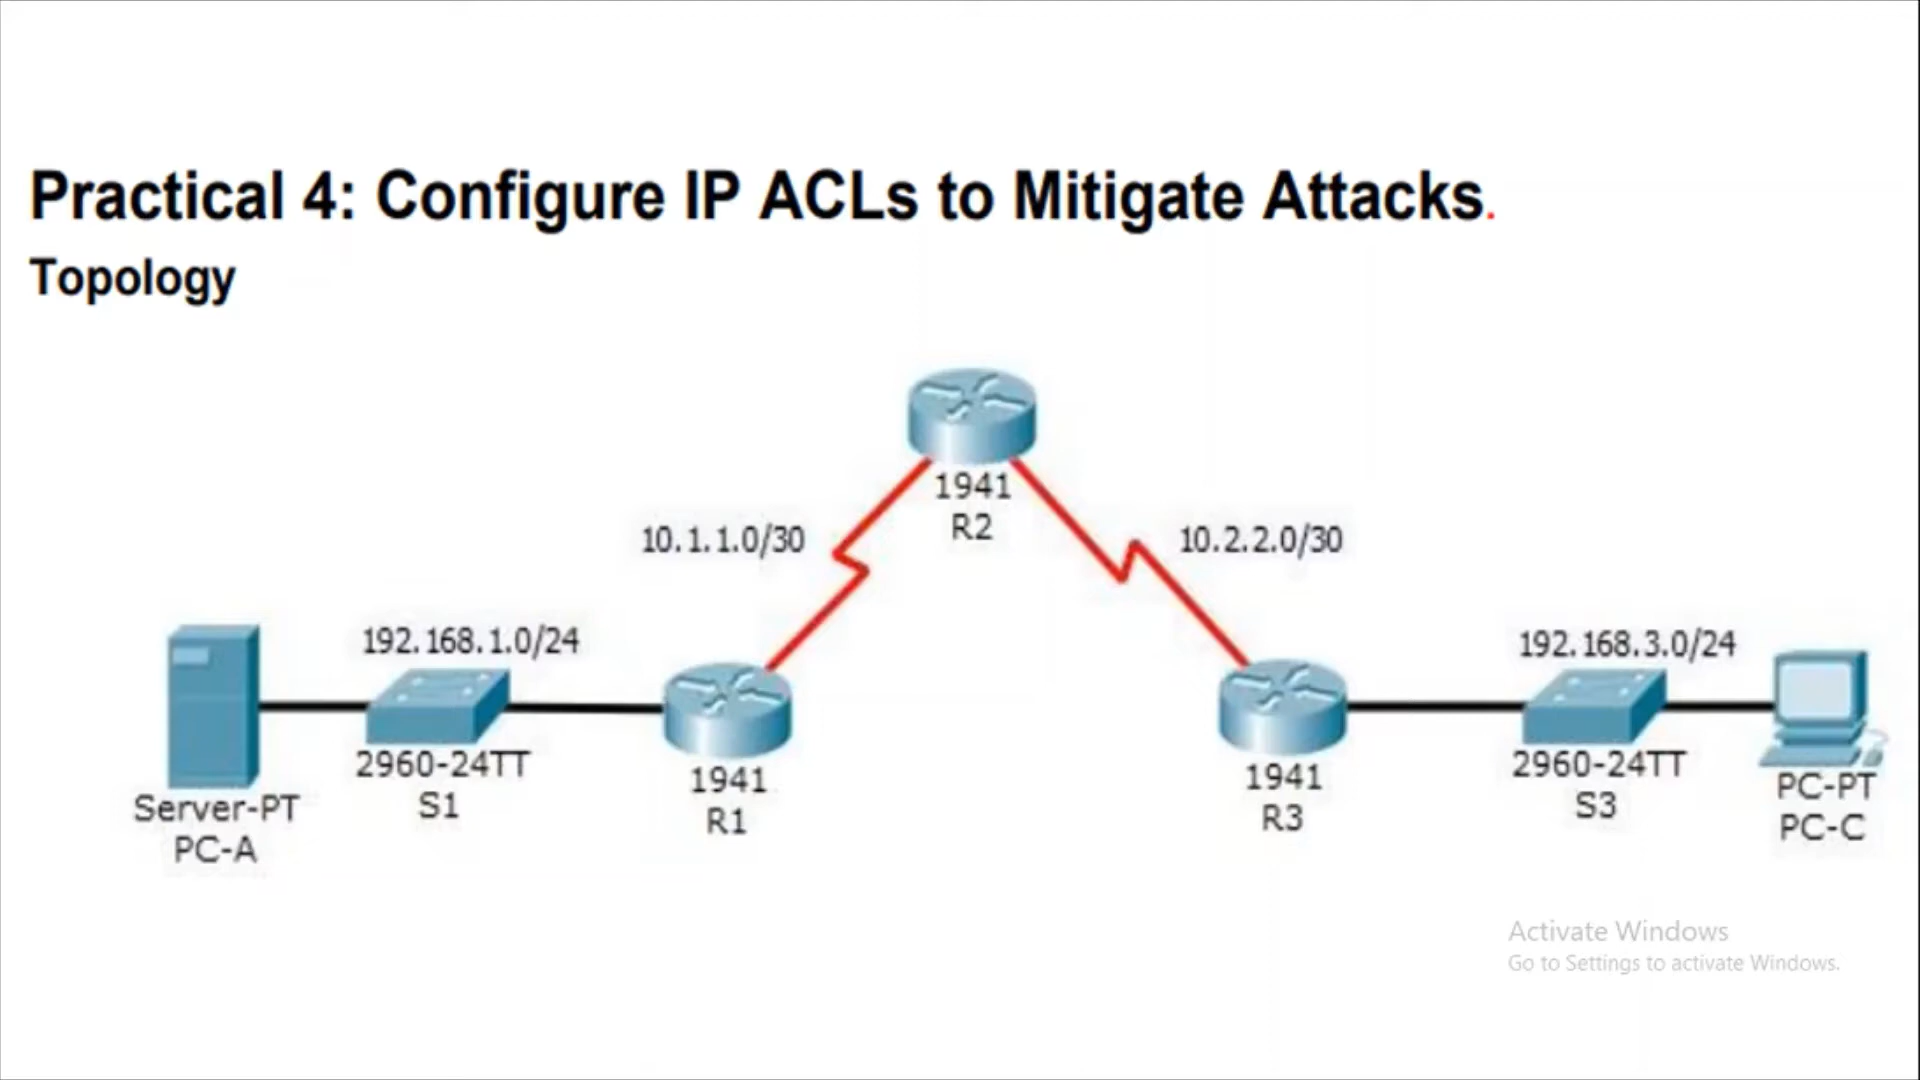 Practical 4: Configure IP ACLs to Mitigate Attacks.
Topology
1941
R2
10.1.1.0/30
10.2.2.0/30
192.168.1.0/24
192.168.3.0/24
Server-PT
PC-A
2960-24TT
S1
1941
R1
1941
R3
2960-24TT
S3
PC-PT
PC-C
Activate Windows
Go to Settings to activate Windows.